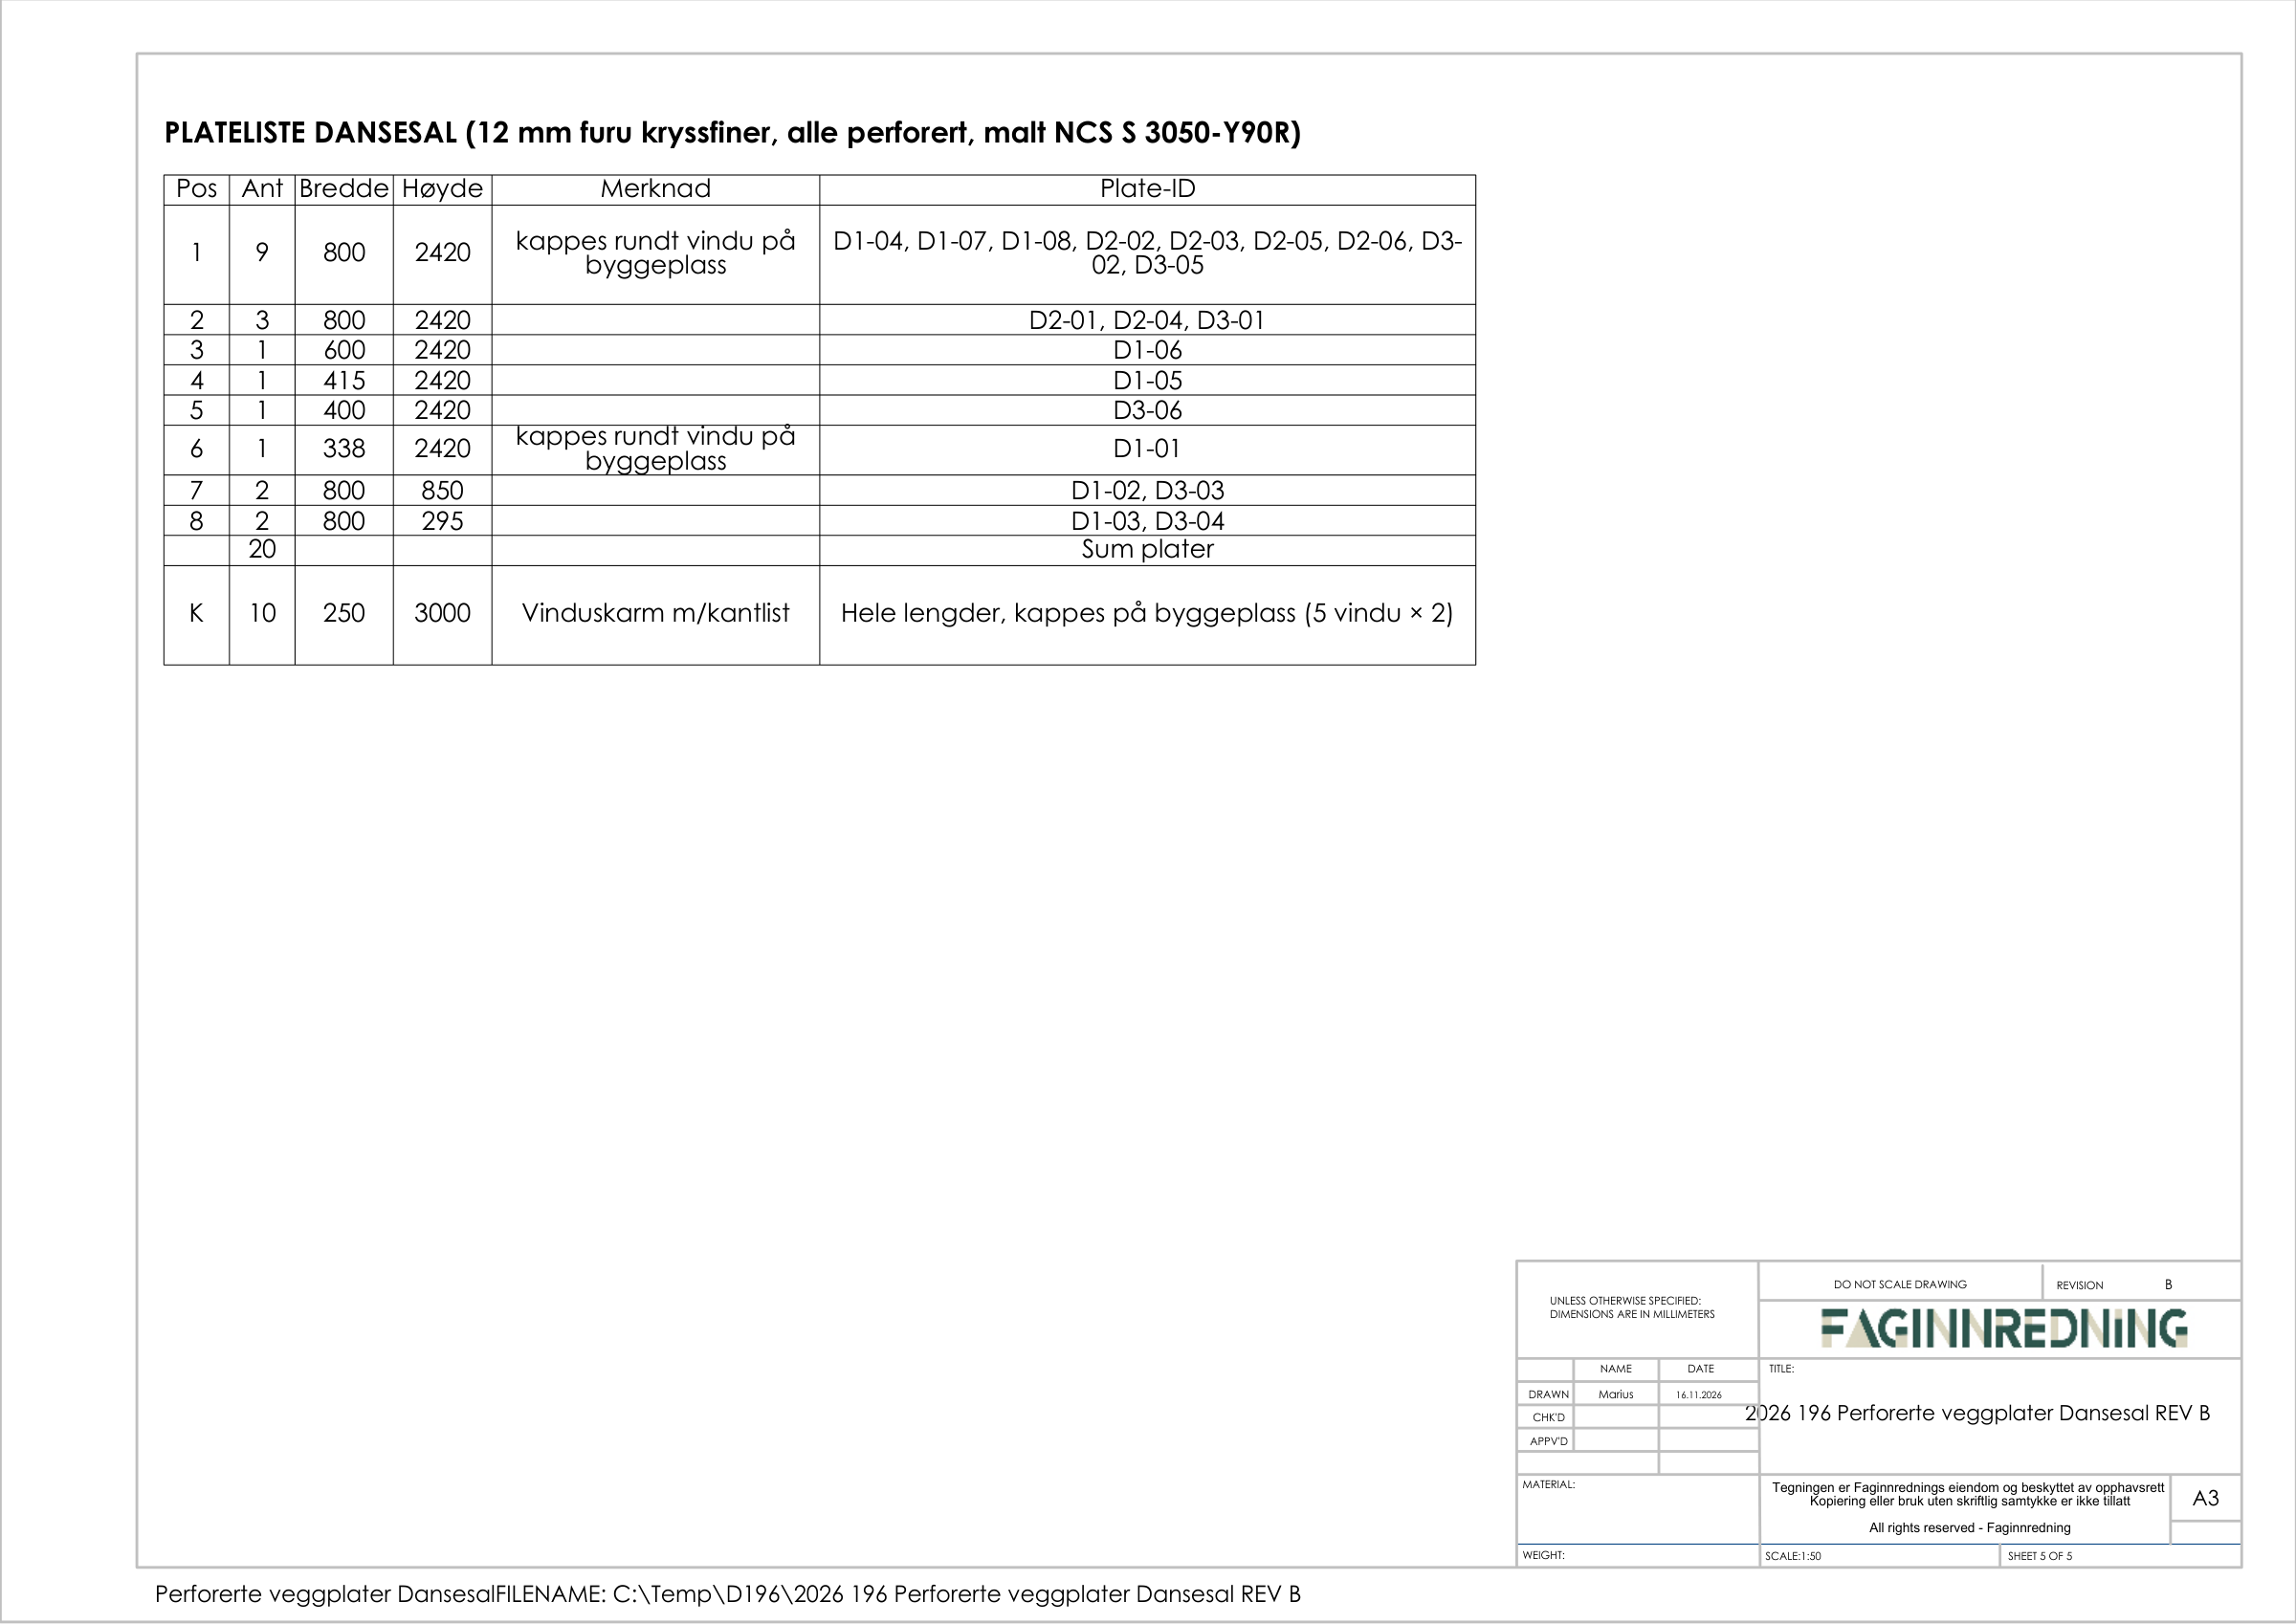 PLATELISTE DANSESAL (12 mm furu kryssfiner, alle perforert, malt NCS S 3050-Y90R)
Pos Ant Bredde Høyde Merknad Plate-ID
1 9 800 2420 kappes rundt vindu på byggeplass D1-04, D1-07, D1-08, D2-02, D2-03, D2-05, D2-06, D3-02, D3-05
2 3 800 2420 D2-01, D2-04, D3-01
3 1 600 2420 D1-06
4 1 415 2420 D1-05
5 1 400 2420 D3-06
6 1 338 2420 kappes rundt vindu på byggeplass D1-01
7 2 800 850 D1-02, D3-03
8 2 800 295 D1-03, D3-04
20 Sum plater
K 10 250 3000 Vinduskarm m/kantlist Hele lengder, kappes på byggeplass (5 vindu × 2)
UNLESS OTHERWISE SPECIFIED:
DIMENSIONS ARE IN MILLIMETERS
DO NOT SCALE DRAWING
REVISION B
FAGINNREDNING
NAME DATE
DRAWN Marius 16.11.2026
CHK'D
APPV'D
TITLE:
2026 196 Perforerte veggplater Dansesal REV B
MATERIAL:
Tegningen er Faginnrednings eiendom og beskyttet av opphavsrett
Kopiering eller bruk uten skriftlig samtykke er ikke tillatt
All rights reserved - Faginnredning
A3
WEIGHT:
SCALE:1:50
SHEET 5 OF 5
Perforerte veggplater DansesalFILENAME: C:\Temp\D196\2026 196 Perforerte veggplater Dansesal REV B